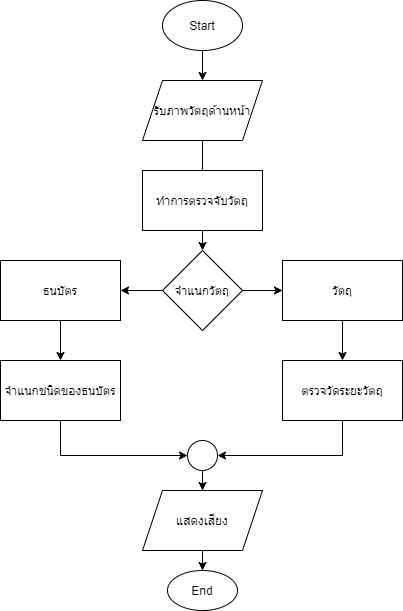 Start
รับภาพวัตถุด้านหน้า
ทำการตรวจจับวัตถุ
ธนบัตร
จำแนกวัตถุ
วัตถุ
จำแนกชนิดของธนบัตร
ตรวจวัดระยะวัตถุ
แสดงเสียง
End